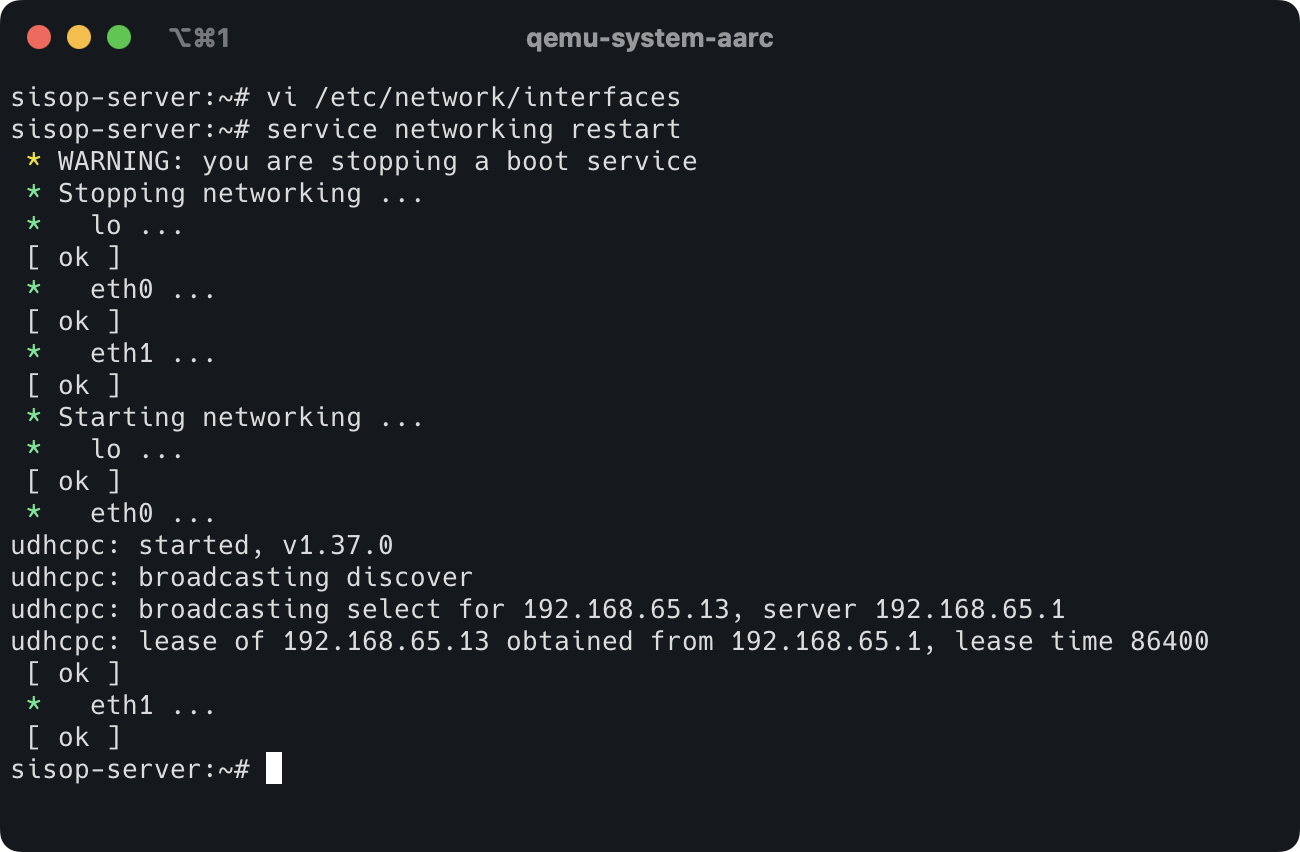 ⌥⌘1 qemu-system-aarc
sisop-server:~# vi /etc/network/interfaces
sisop-server:~# service networking restart
 * WARNING: you are stopping a boot service
 * Stopping networking ...
 *   lo ...
 [ ok ]
 *   eth0 ...
 [ ok ]
 *   eth1 ...
 [ ok ]
 * Starting networking ...
 *   lo ...
 [ ok ]
 *   eth0 ...
udhcpc: started, v1.37.0
udhcpc: broadcasting discover
udhcpc: broadcasting select for 192.168.65.13, server 192.168.65.1
udhcpc: lease of 192.168.65.13 obtained from 192.168.65.1, lease time 86400
 [ ok ]
 *   eth1 ...
 [ ok ]
sisop-server:~#